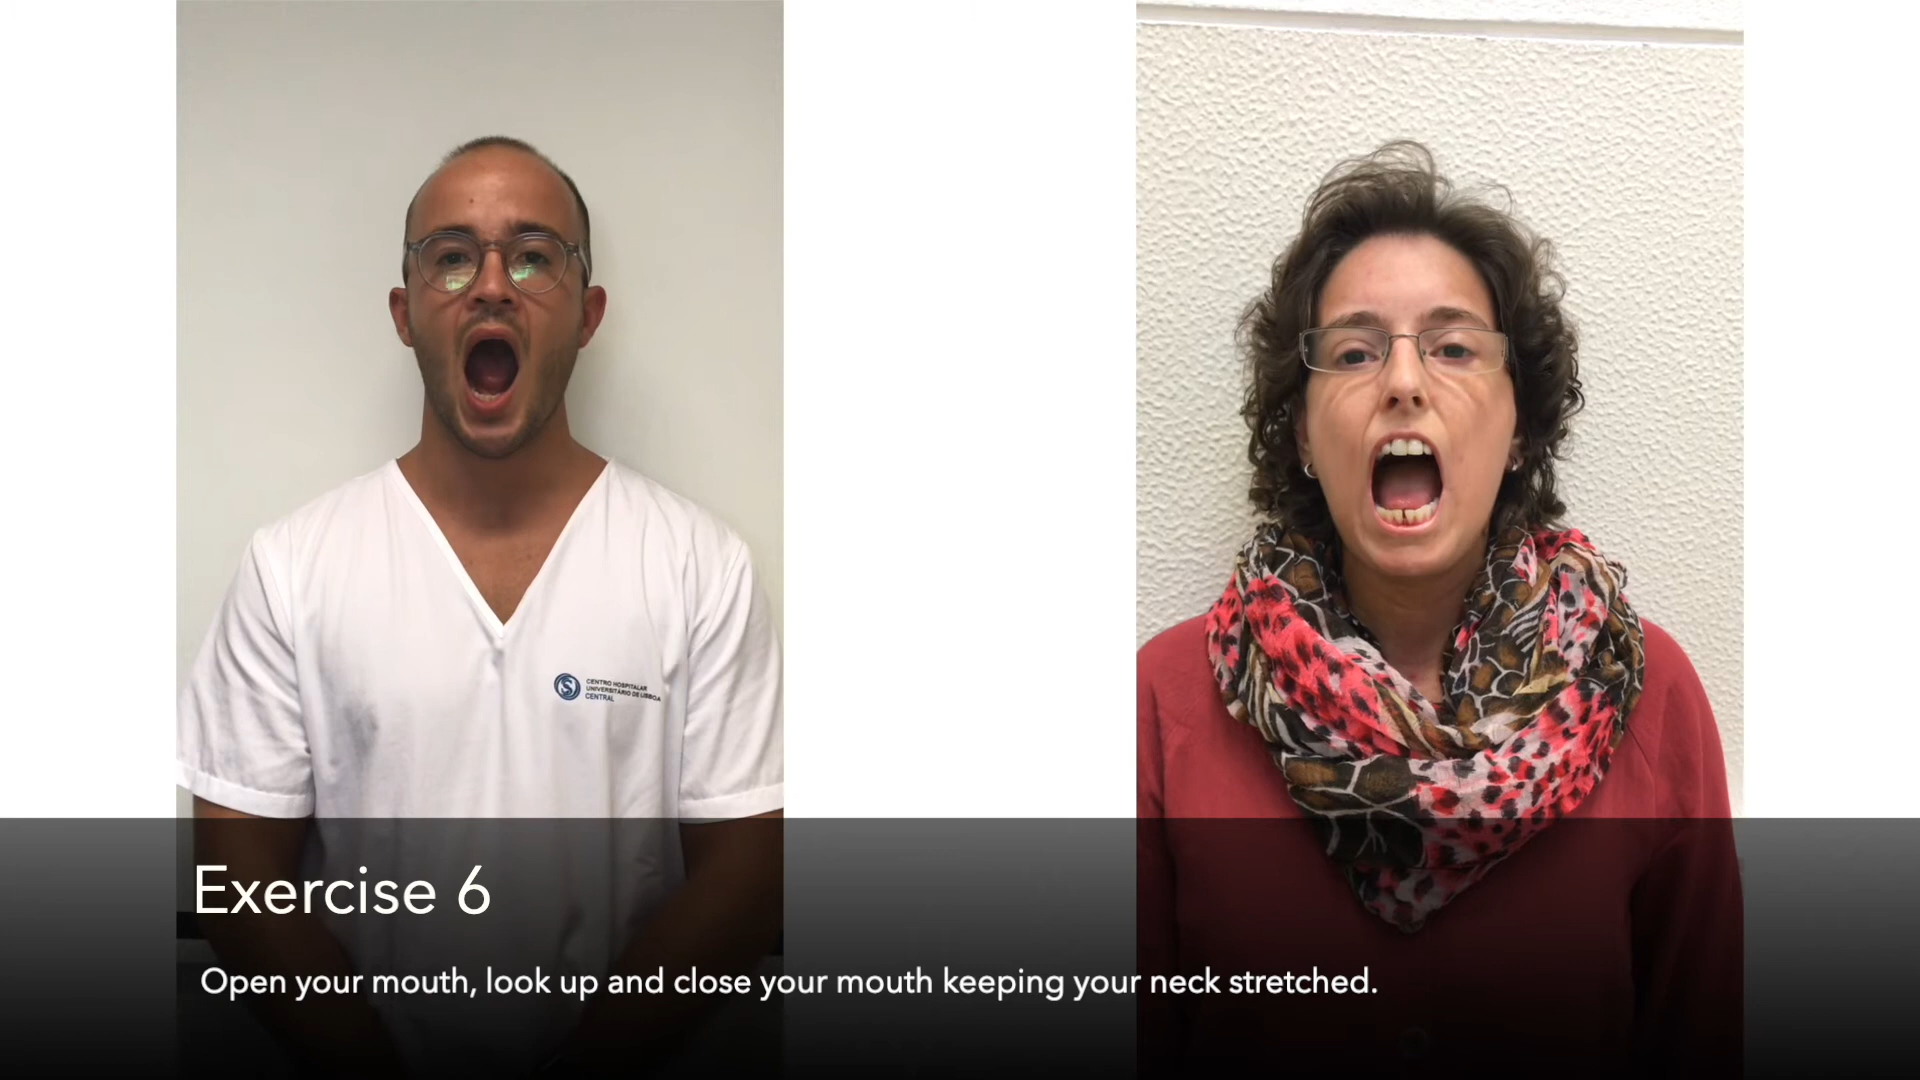 CENTRO HOSPITALAR
UNIVERSITÁRIO DE LISBOA
CENTRAL
Exercise 6
Open your mouth, look up and close your mouth keeping your neck stretched.